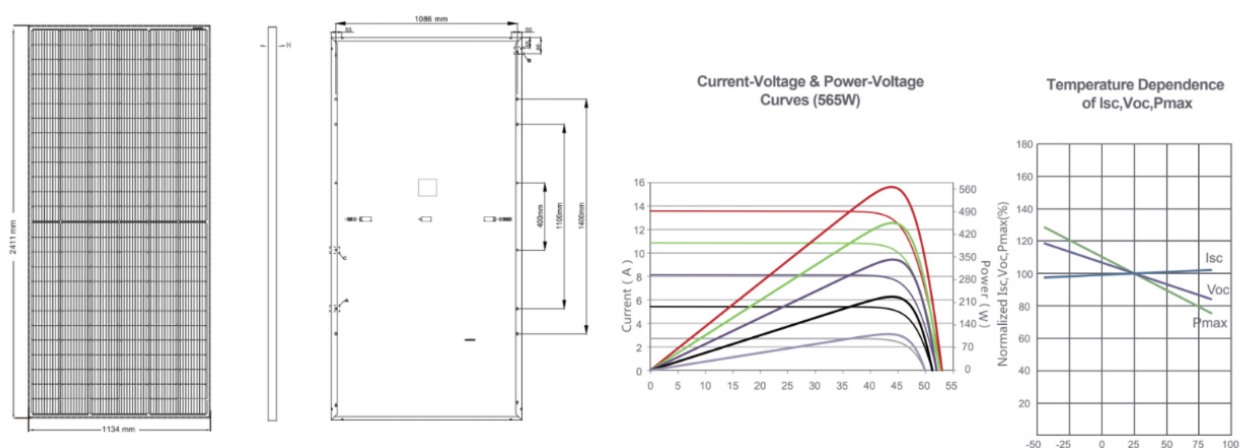 2411 mm
1134 mm
H
1086 mm
400mm
1100mm
1400mm
Current-Voltage & Power-Voltage
Curves (565W)
Current ( A )
16
14
12
10
8
6
4
2
0
0 5 10 15 20 25 30 35 40 45 50 55
560
490
420
350
280
210
140
70
0
Power ( W )
Temperature Dependence
of Isc,Voc,Pmax
Normalized Isc,Voc,Pmax(%)
180
160
140
120
100
80
60
40
20
-50 -25 0 25 50 75 100
Isc
Voc
Pmax